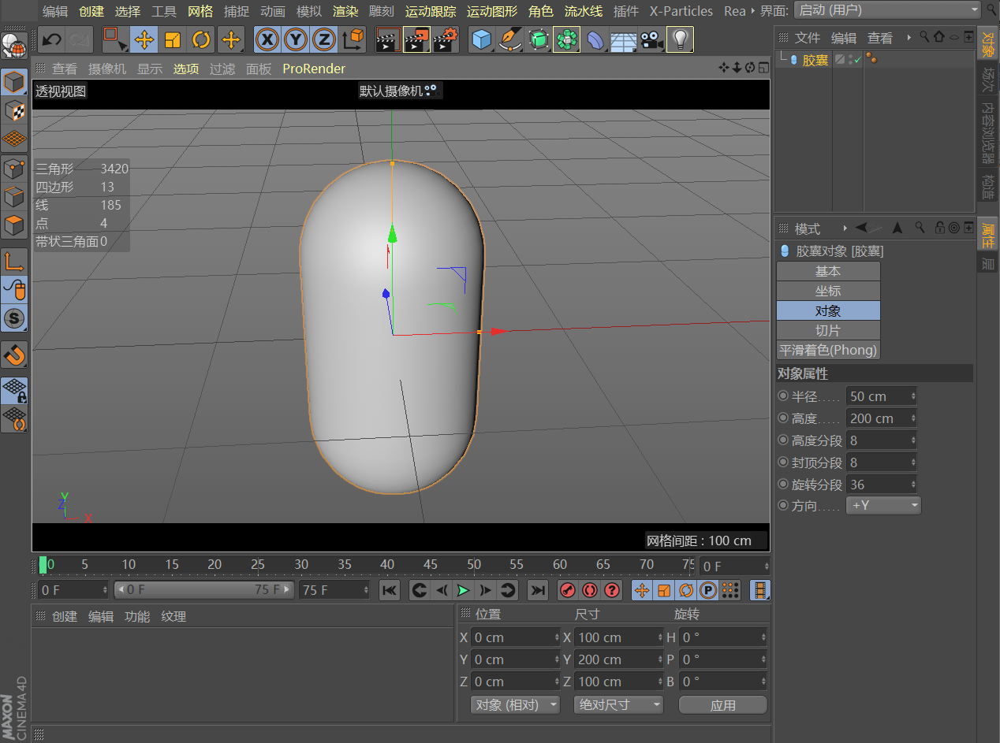 编辑 创建 选择 工具 网格 捕捉 动画 模拟 渲染 雕刻 运动跟踪 运动图形 角色 流水线 插件 X-Particles Rea 界面: 启动 (用户)
文件 编辑 查看
胶囊
对象
场次
内容浏览器
构造
查看 摄像机 显示 选项 过滤 面板 ProRender
透视视图
默认摄像机
三角形 3420
四边形 13
线 185
点 4
带状三角面 0
Y
Z
X
网格间距 : 100 cm
模式
属性
层
胶囊对象 [胶囊]
基本
坐标
对象
切片
平滑着色(Phong)
对象属性
半径 . . . . . 50 cm
高度 . . . . . 200 cm
高度分段 8
封顶分段 8
旋转分段 36
方向 . . . . . +Y
0 5 10 15 20 25 30 35 40 45 50 55 60 65 70 75 0 F
0 F 0 F 75 F 75 F
创建 编辑 功能 纹理
位置 尺寸 旋转
X 0 cm X 100 cm H 0 °
Y 0 cm Y 200 cm P 0 °
Z 0 cm Z 100 cm B 0 °
对象 (相对) 绝对尺寸 应用
MAXON
CINEMA 4D